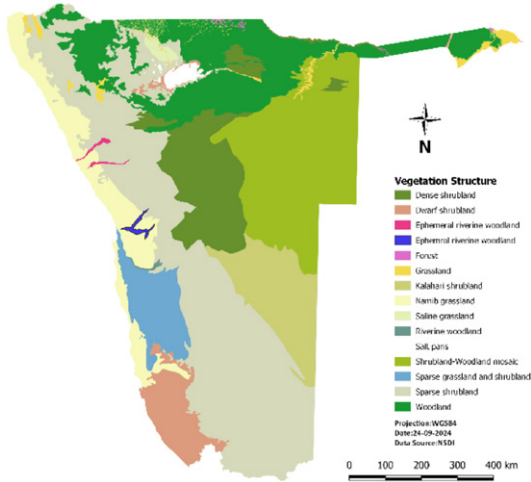 N
Vegetation Structure
Dense shrubland
Dwarf shrubland
Ephemeral riverine woodland
Ephemrol riverine woodland
Forest
Grassland
Kalahari shrubland
Namib grassland
Saline grassland
Riverine woodland
Salt pans
Shrubland-Woodland mosaic
Sparse grassland and shrubland
Sparse shrubland
Woodland
Projection:WGS84
Date:24-09-2024
Data Source:NSDI
0 100 200 300 400 km